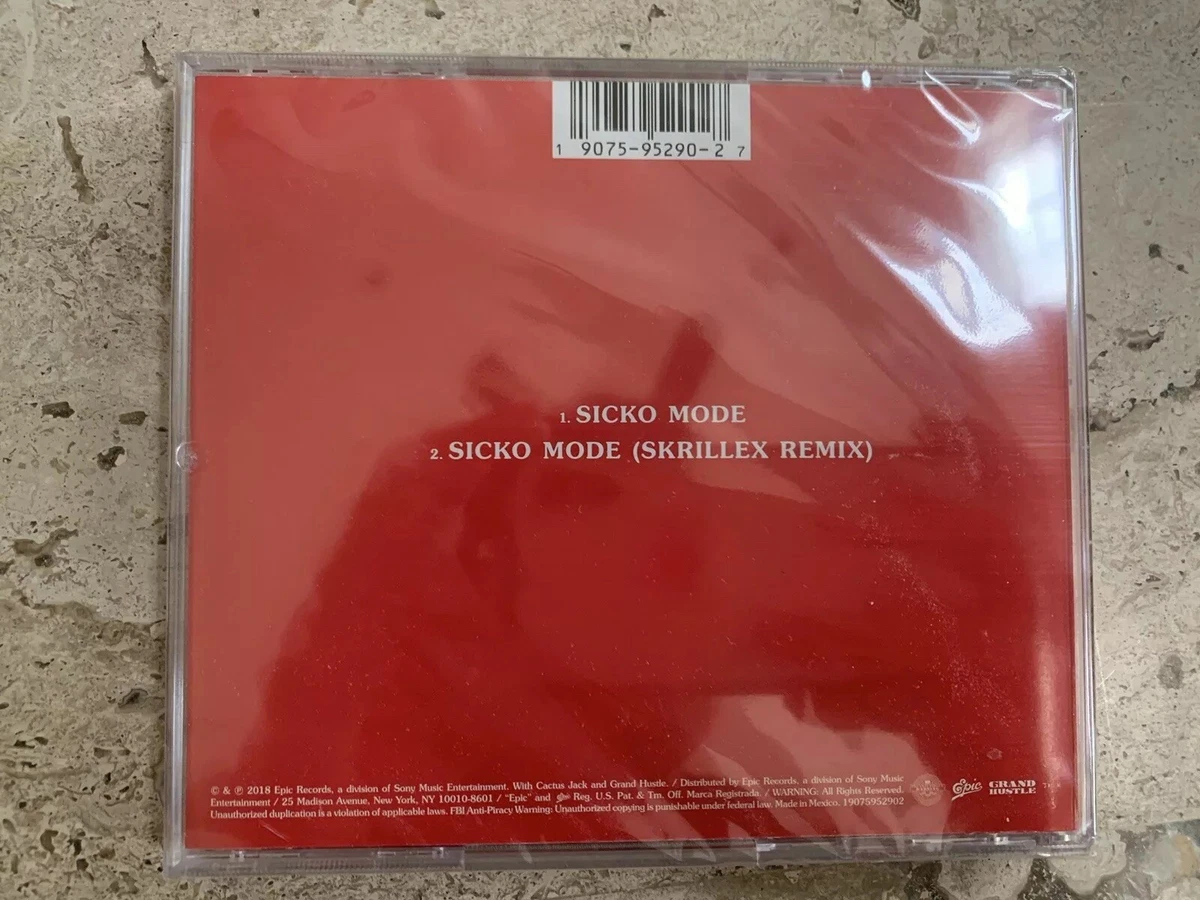 1 9075-95290-2 7
1. SICKO MODE
2. SICKO MODE (SKRILLEX REMIX)
© & ℗ 2018 Epic Records, a division of Sony Music Entertainment. With Cactus Jack and Grand Hustle. / Distributed by Epic Records, a division of Sony Music
Entertainment / 25 Madison Avenue, New York, NY 10010-8601 / "Epic" and Reg. U.S. Pat. & Tm. Off. Marca Registrada. / WARNING: All Rights Reserved.
Unauthorized duplication is a violation of applicable laws. FBI Anti-Piracy Warning: Unauthorized copying is punishable under federal law. Made in Mexico. 19075952902
Epic
GRAND
HUSTLE